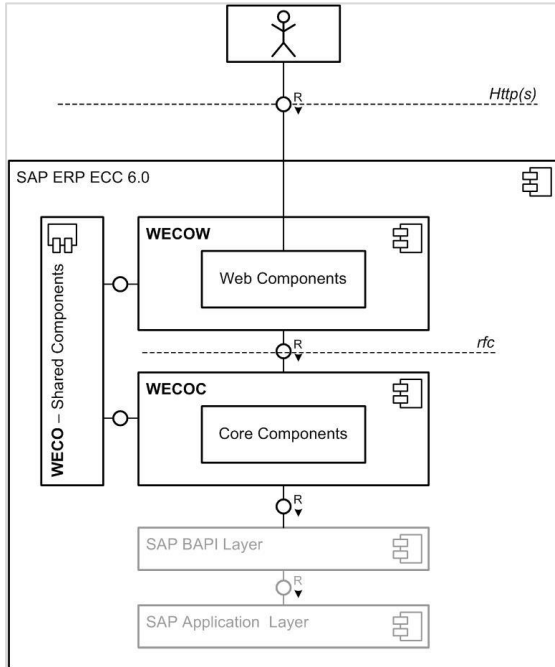 R
Http(s)
SAP ERP ECC 6.0
WECO – Shared Components
WECOW
Web Components
R
rfc
WECOC
Core Components
R
SAP BAPI Layer
R
SAP Application Layer